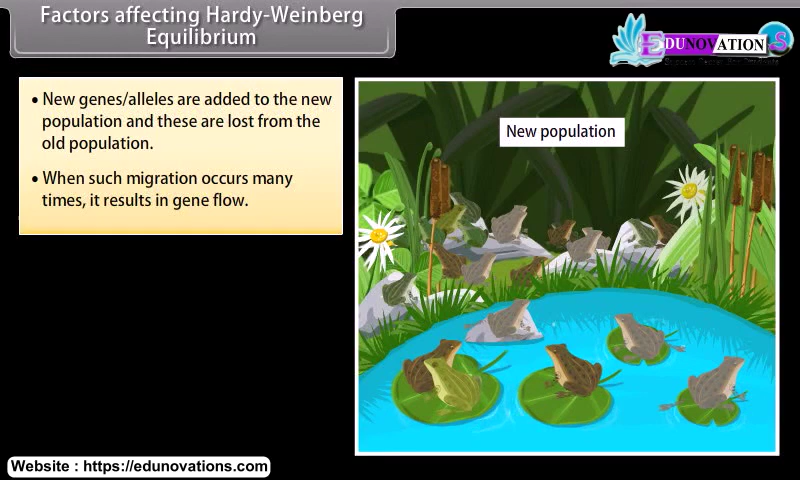 Factors affecting Hardy-Weinberg
Equilibrium
EDUNOVATION
.S
• New genes/alleles are added to the new
population and these are lost from the
old population.
• When such migration occurs many
times, it results in gene flow.
New population
Website : https://edunovations.com